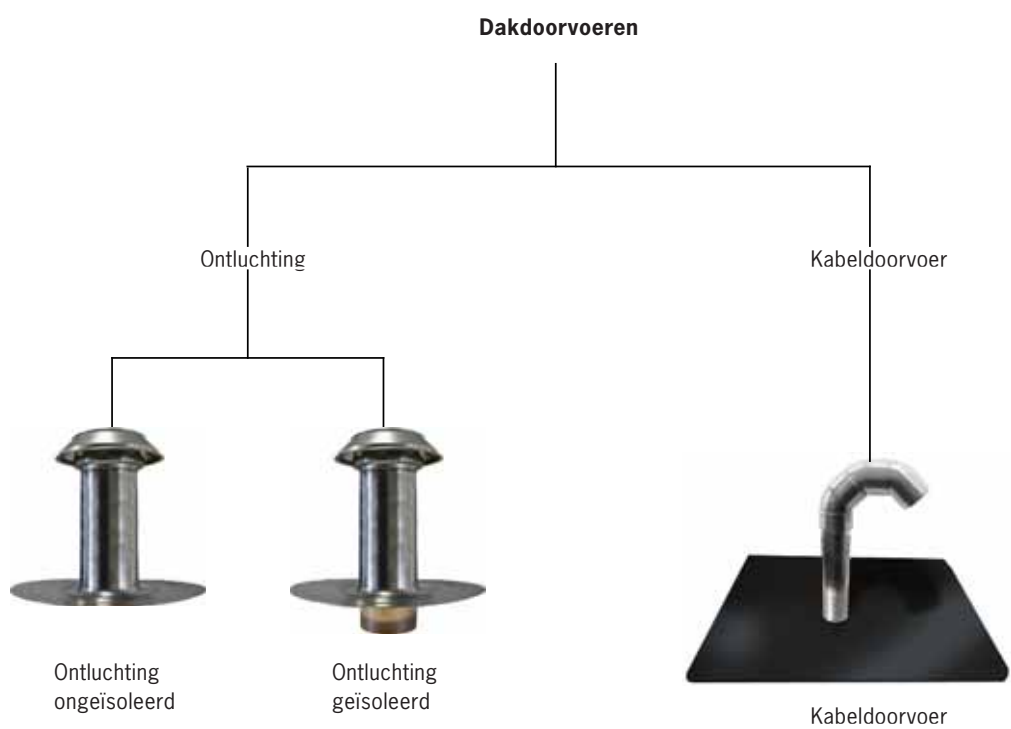 Dakdoorvoeren
Ontluchting
Kabeldoorvoer
Ontluchting
ongeïsoleerd
Ontluchting
geïsoleerd
Kabeldoorvoer